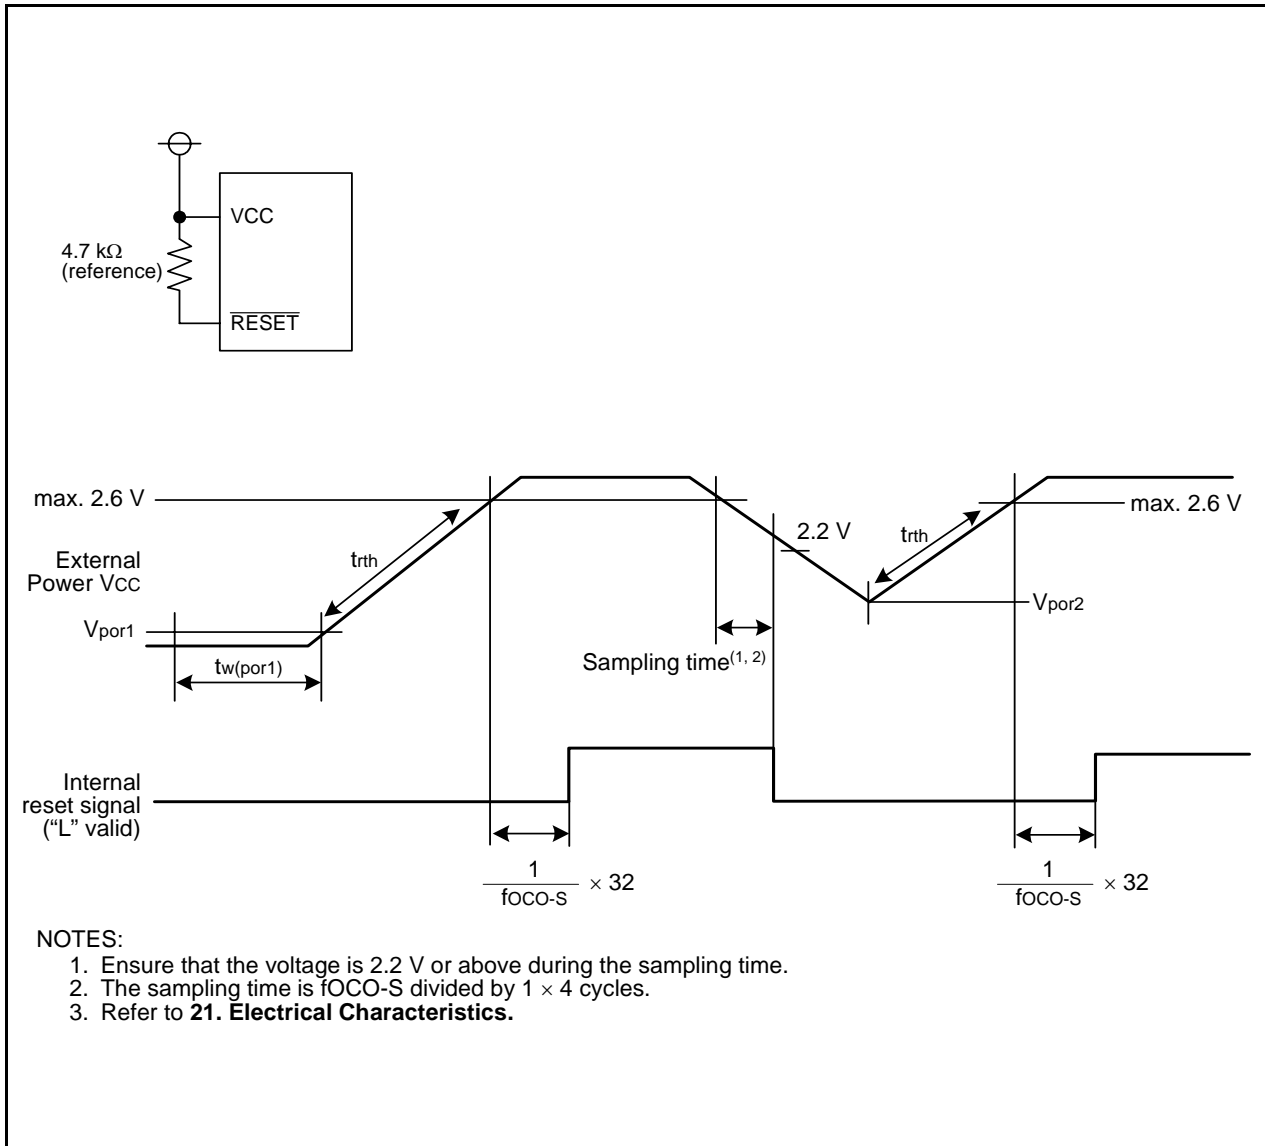 VCC
4.7 kΩ
(reference)
RESET
max. 2.6 V
2.2 V
max. 2.6 V
trth
trth
External
Power VCC
Vpor1
Vpor2
Sampling time(1, 2)
tw(por1)
Internal
reset signal
(“L” valid)
1
fOCO-S
× 32
1
fOCO-S
× 32
NOTES:
1. Ensure that the voltage is 2.2 V or above during the sampling time.
2. The sampling time is fOCO-S divided by 1 × 4 cycles.
3. Refer to 21. Electrical Characteristics.